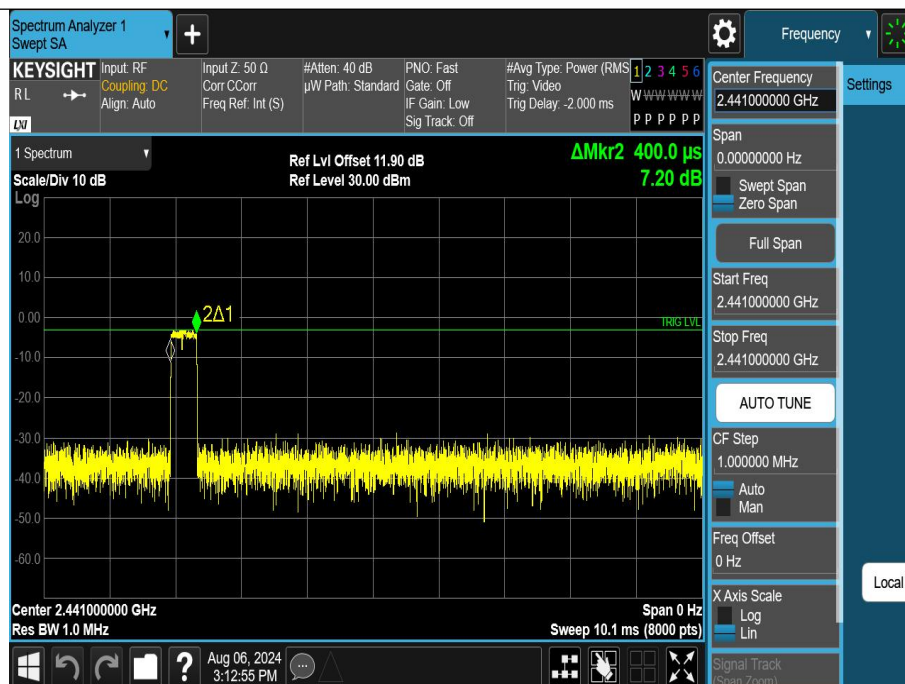 Spectrum Analyzer 1
Swept SA
+
Frequency
KEYSIGHT
R L
LXI
Input: RF
Coupling: DC
Align: Auto
Input Z: 50 Ω
Corr CCorr
Freq Ref: Int (S)
#Atten: 40 dB
µW Path: Standard
PNO: Fast
Gate: Off
IF Gain: Low
Sig Track: Off
#Avg Type: Power (RMS
Trig: Video
Trig Delay: -2.000 ms
1 2 3 4 5 6
W W W W W W
P P P P P P
1 Spectrum
Scale/Div 10 dB
Log
Ref Lvl Offset 11.90 dB
Ref Level 30.00 dBm
ΔMkr2 400.0 µs
7.20 dB
20.0
10.0
0.00
-10.0
-20.0
-30.0
-40.0
-50.0
-60.0
2Δ1
TRIG LVL
Center 2.441000000 GHz
Res BW 1.0 MHz
Span 0 Hz
Sweep 10.1 ms (8000 pts)
?
Aug 06, 2024
3:12:55 PM
Center Frequency
2.441000000 GHz
Span
0.00000000 Hz
Swept Span
Zero Span
Full Span
Start Freq
2.441000000 GHz
Stop Freq
2.441000000 GHz
AUTO TUNE
CF Step
1.000000 MHz
Auto
Man
Freq Offset
0 Hz
X Axis Scale
Log
Lin
Signal Track
(Span Zoom)
Settings
Local